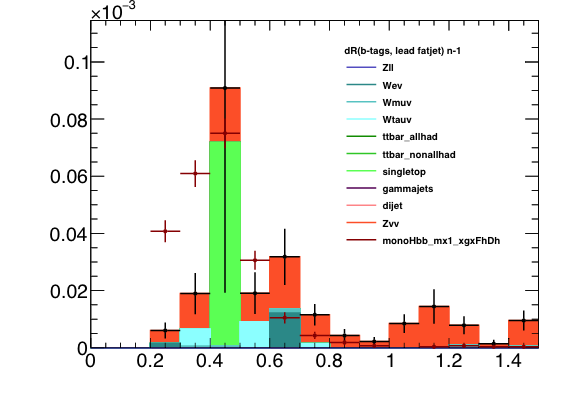 ×10⁻³
dR(b-tags, lead fatjet) n-1
Zll
Wev
Wmuv
Wtauv
ttbar_allhad
ttbar_nonallhad
singletop
gammajets
dijet
Zvv
monoHbb_mx1_xgxFhDh
0.1
0.08
0.06
0.04
0.02
0
0 0.2 0.4 0.6 0.8 1 1.2 1.4